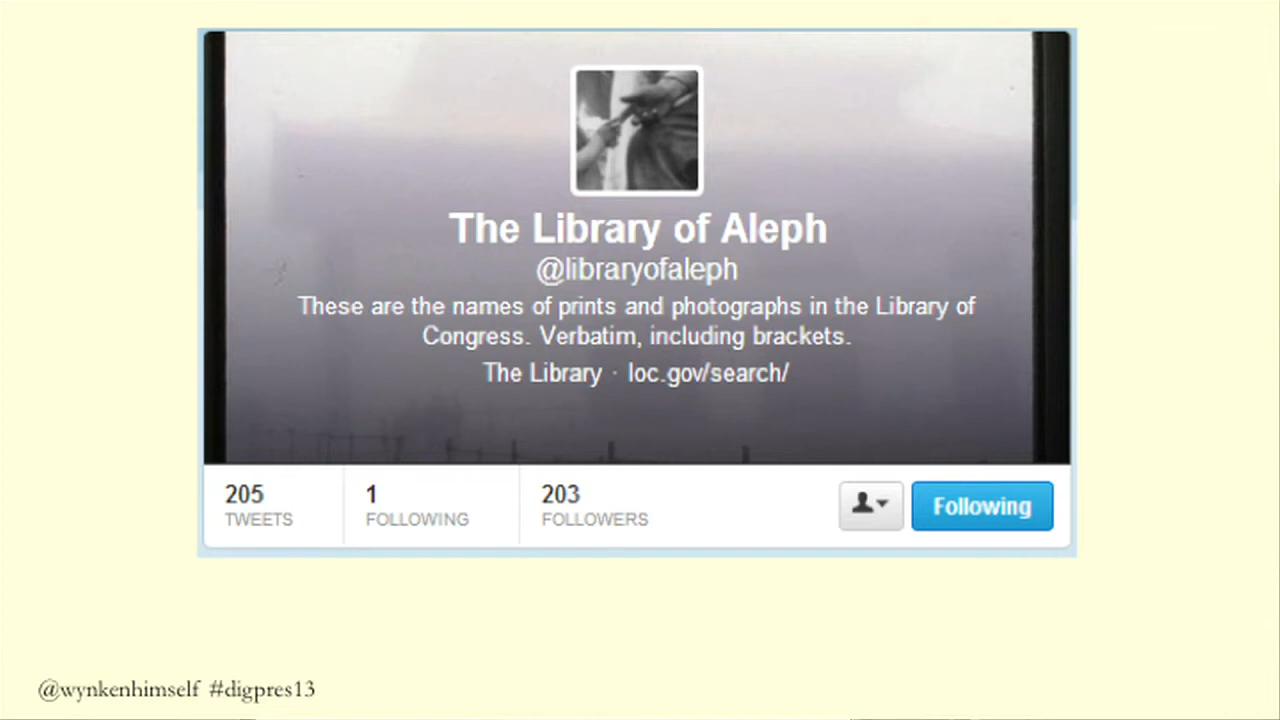 The Library of Aleph
@libraryofaleph
These are the names of prints and photographs in the Library of
Congress. Verbatim, including brackets.
The Library · loc.gov/search/
205
TWEETS
1
FOLLOWING
203
FOLLOWERS
Following
@wynkenhimself #digpres13